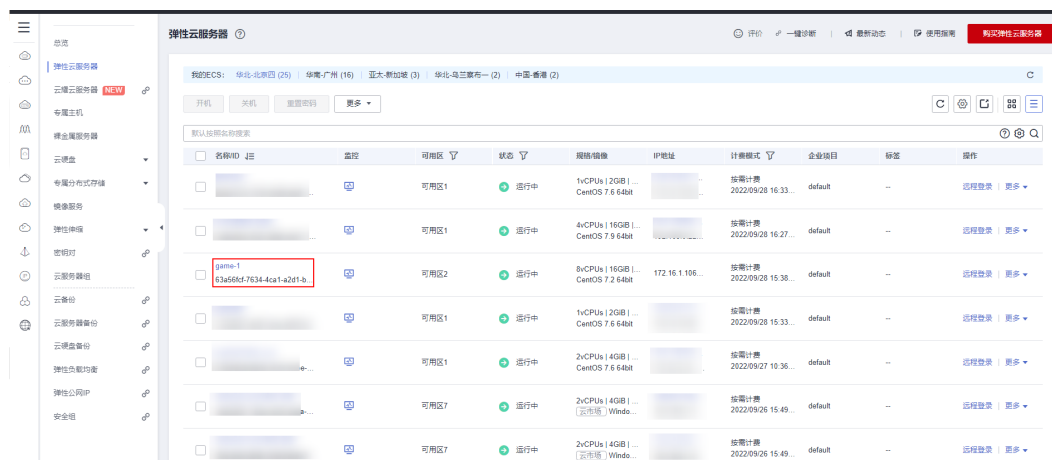 弹性云服务器
评价 一键诊断 | 最新动态 | 使用指南 购买弹性云服务器
总览
弹性云服务器
云耀云服务器 NEW
专属主机
裸金属服务器
云硬盘
专属分布式存储
镜像服务
弹性伸缩
密钥对
云服务器组
云备份
云服务器备份
云硬盘备份
弹性负载均衡
弹性公网IP
安全组
我的ECS: 华北-北京四 (25) | 华南-广州 (16) | 亚太-新加坡 (3) | 华北-乌兰察布一 (2) | 中国-香港 (2)
开机 关机 重置密码 更多
默认按照名称搜索
名称/ID 监控 可用区 状态 规格/镜像 IP地址 计费模式 企业项目 标签 操作
可用区1 运行中 1vCPUs | 2GiB | ... 按需计费 default -- 远程登录 | 更多
CentOS 7.6 64bit 2022/09/28 16:33...
可用区1 运行中 4vCPUs | 16GiB |... 按需计费 default -- 远程登录 | 更多
CentOS 7.9 64bit 2022/09/28 16:27...
game-1 可用区2 运行中 8vCPUs | 16GiB |... 172.16.1.106... 按需计费 default -- 远程登录 | 更多
63a56fcf-7634-4ca1-a2d1-b... CentOS 7.2 64bit 2022/09/28 15:38...
可用区1 运行中 1vCPUs | 2GiB | ... 按需计费 default -- 远程登录 | 更多
CentOS 7.6 64bit 2022/09/28 15:33...
可用区1 运行中 2vCPUs | 4GiB | ... 按需计费 default -- 远程登录 | 更多
CentOS 7.6 64bit 2022/09/27 10:36...
可用区7 运行中 2vCPUs | 4GiB | ... 按需计费 default -- 远程登录 | 更多
云市场 Windo... 2022/09/26 15:49...
可用区7 运行中 2vCPUs | 4GiB | ... 按需计费 default -- 远程登录 | 更多
云市场 Windo... 2022/09/26 15:49...